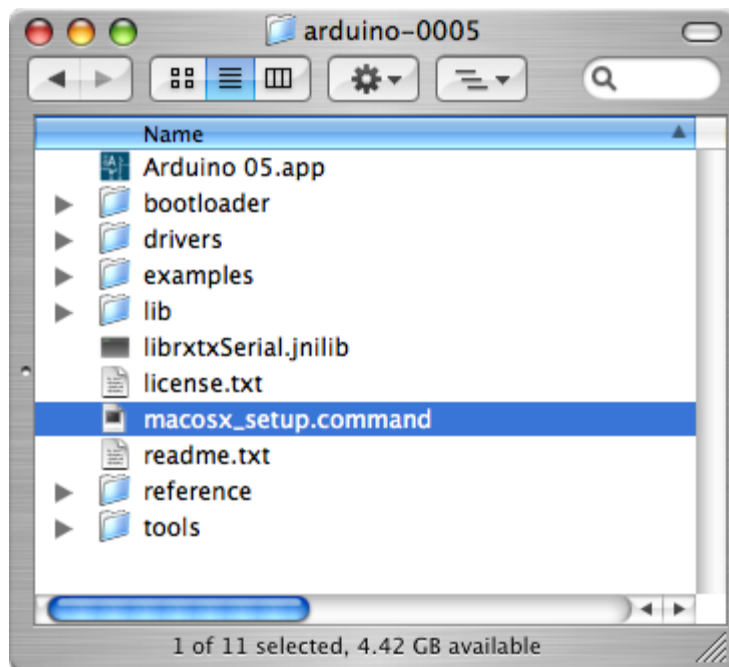 arduino-0005
Name
Arduino 05.app
bootloader
drivers
examples
lib
librxtxSerial.jnilib
license.txt
macosx_setup.command
readme.txt
reference
tools
1 of 11 selected, 4.42 GB available